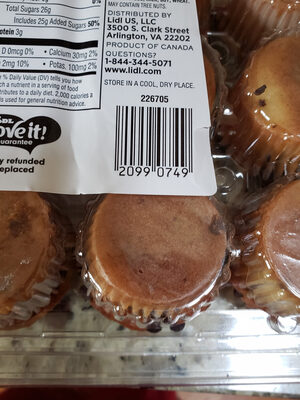 Total Sugars 26g
Includes 25g Added Sugars 50%
Protein 3g
D 0mcg 0% • Calcium 30mg 2%
2mg 10% • Potas. 100mg 2%
% Daily Value (DV) tells you how
ch a nutrient in a serving of food
tributes to a daily diet. 2,000 calories a
is used for general nutrition advice.
MAY CONTAIN TREE NUTS.
DISTRIBUTED BY
Lidl US, LLC
3500 S. Clark Street
Arlington, VA 22202
PRODUCT OF CANADA
QUESTIONS?
1-844-344-5071
www.lidl.com
STORE IN A COOL, DRY PLACE.
226705
2099 0749
LIDL
ove it!
guarantee
y refunded
eplaced